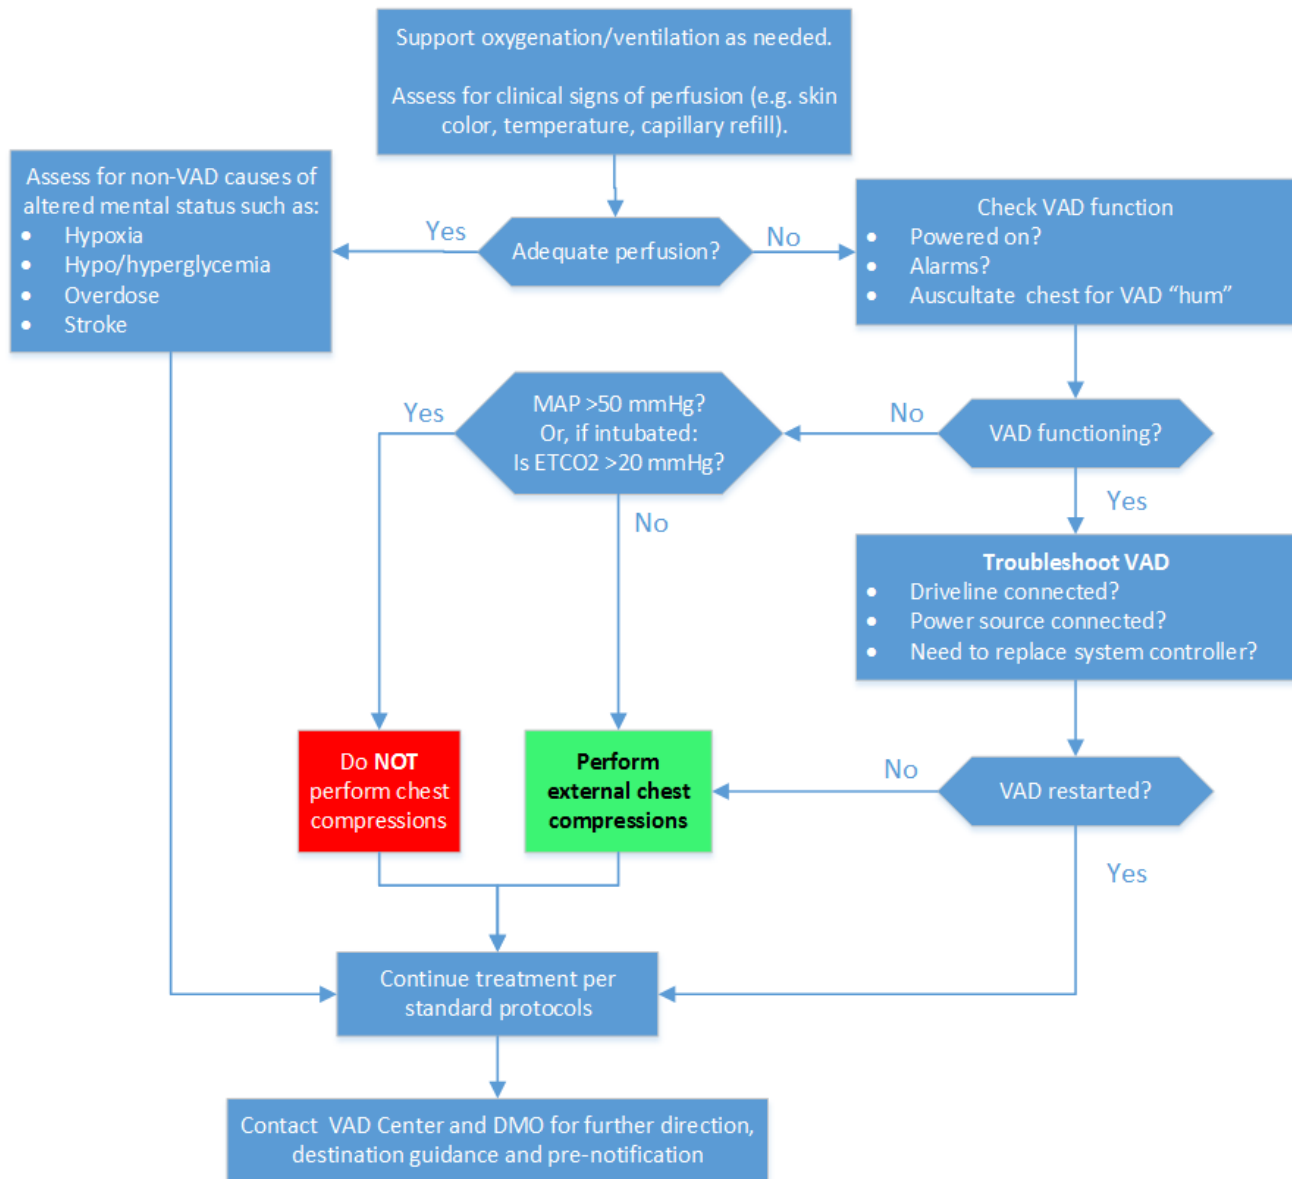 Support oxygenation/ventilation as needed.
Assess for clinical signs of perfusion (e.g. skin
color, temperature, capillary refill).
Assess for non-VAD causes of
altered mental status such as:
• Hypoxia
• Hypo/hyperglycemia
• Overdose
• Stroke
Yes
Adequate perfusion?
No
Check VAD function
• Powered on?
• Alarms?
• Auscultate chest for VAD “hum”
Yes
MAP >50 mmHg?
Or, if intubated:
Is ETCO2 >20 mmHg?
No
No
VAD functioning?
Yes
Troubleshoot VAD
• Driveline connected?
• Power source connected?
• Need to replace system controller?
Do NOT
perform chest
compressions
Perform
external chest
compressions
No
VAD restarted?
Yes
Continue treatment per
standard protocols
Contact VAD Center and DMO for further direction,
destination guidance and pre-notification